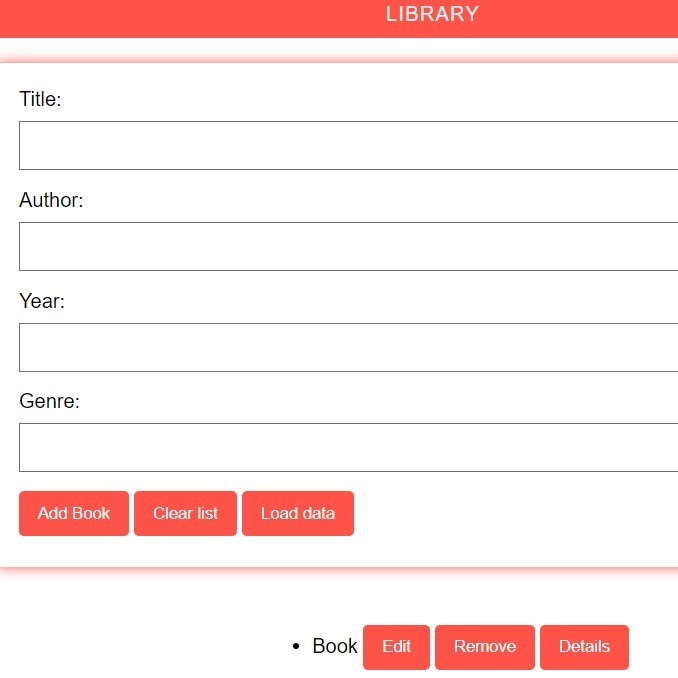 LIBRARY
Title:
Author:
Year:
Genre:
Add Book Clear list Load data
Book Edit Remove Details